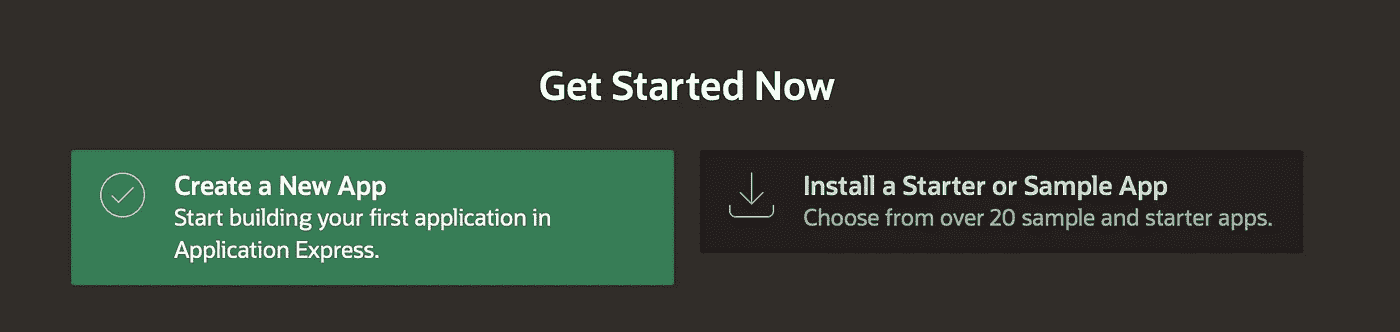 Get Started Now
Create a New App
Start building your first application in
Application Express.
Install a Starter or Sample App
Choose from over 20 sample and starter apps.